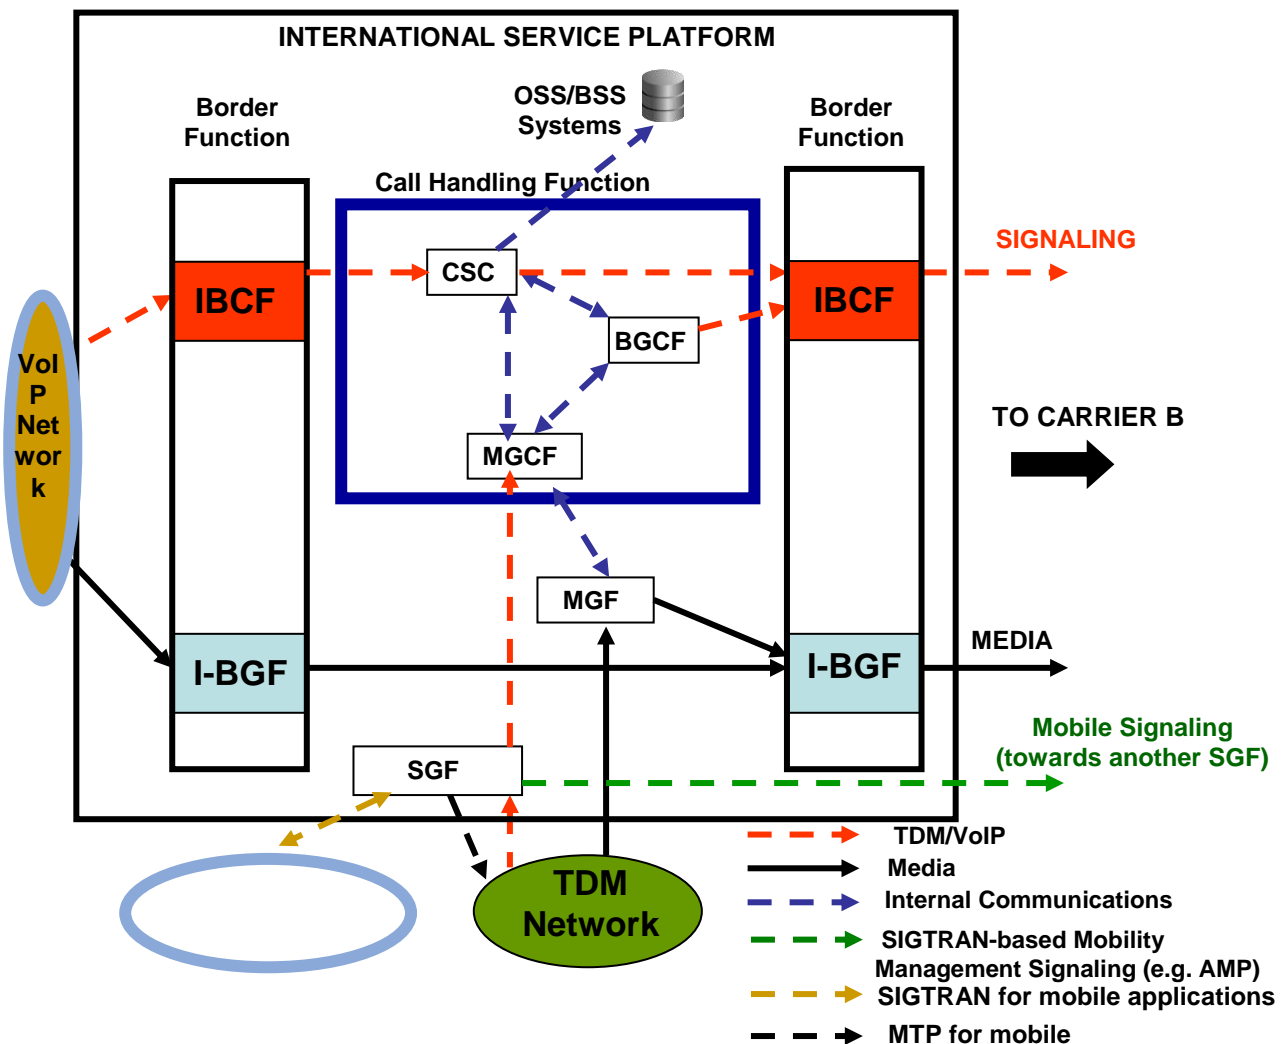 INTERNATIONAL SERVICE PLATFORM
OSS/BSS
Systems
Border
Function
Border
Function
Call Handling Function
SIGNALING
CSC
IBCF
IBCF
BGCF
VoI
P
Net
wor
k
TO CARRIER B
MGCF
MGF
MEDIA
I-BGF
I-BGF
Mobile Signaling
(towards another SGF)
SGF
TDM/VoIP
Media
TDM
Network
Internal Communications
SIGTRAN-based Mobility
Management Signaling (e.g. AMP)
SIGTRAN for mobile applications
MTP for mobile